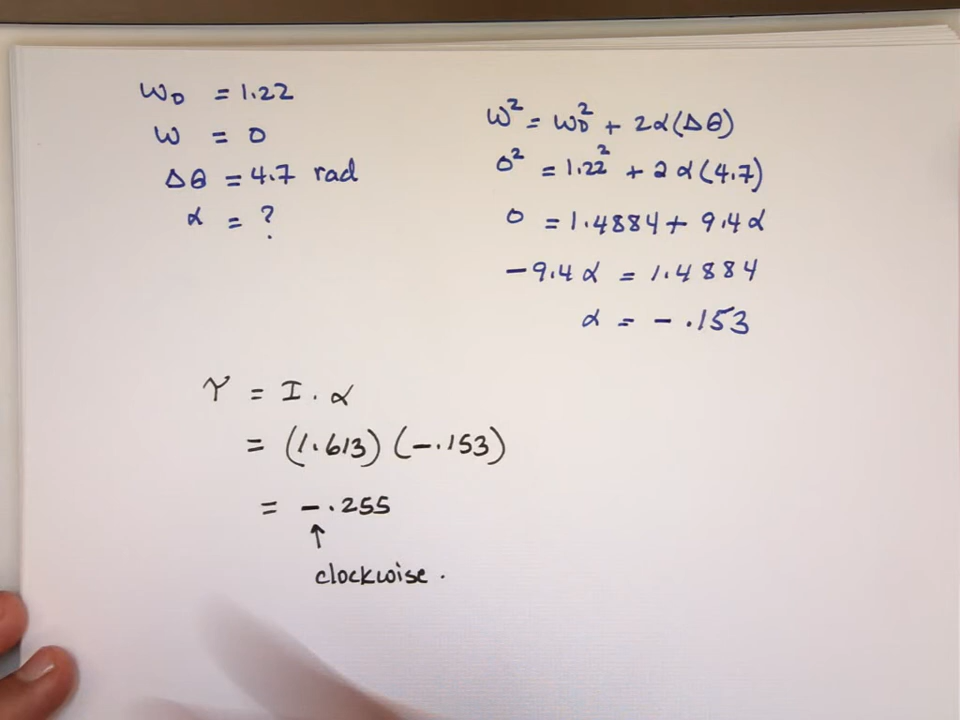 ω₀ = 1.22
ω = 0
Δθ = 4.7 rad
α = ?
ω² = ω₀² + 2α(Δθ)
0² = 1.22² + 2α(4.7)
0 = 1.4884 + 9.4α
-9.4α = 1.4884
α = -.153
τ = I . α
= (1.613) (-.153)
= -.255
↑
clockwise .